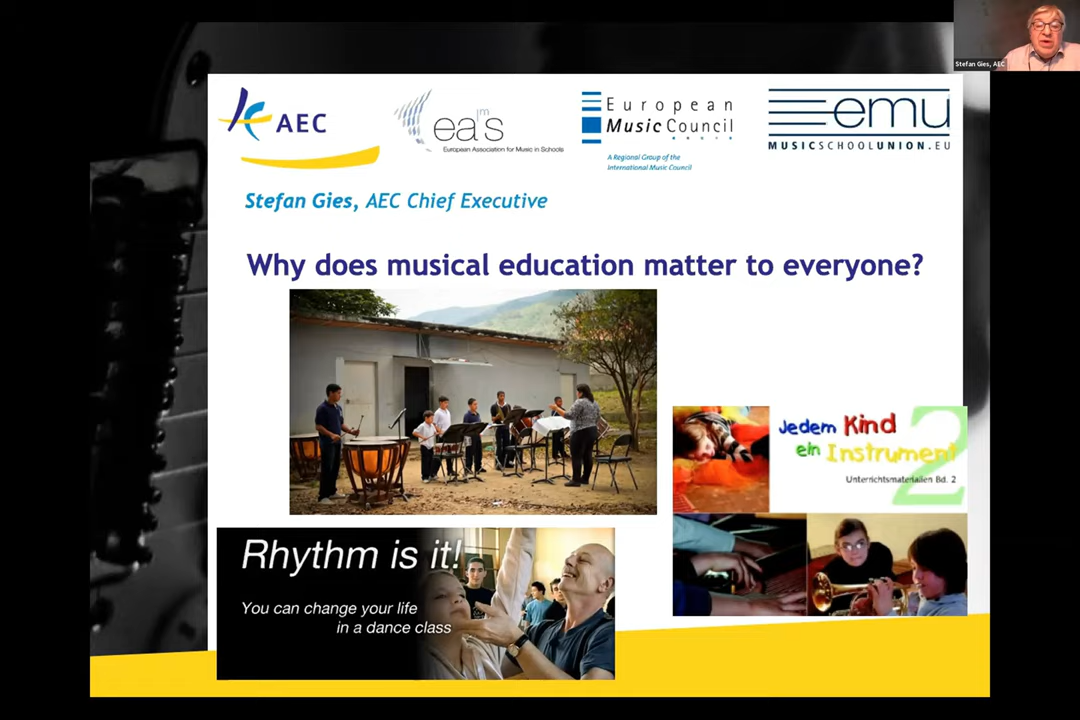 Stefan Gies, AEC
AEC
eas
European Association for Music in Schools
European
MusicCouncil
A Regional Group of the
International Music Council
emu
MUSICSCHOOLUNION.EU
Stefan Gies, AEC Chief Executive
Why does musical education matter to everyone?
Jedem Kind
ein Instrument
2
Unterrichtsmaterialien Bd. 2
Rhythm is it!
You can change your life
in a dance class